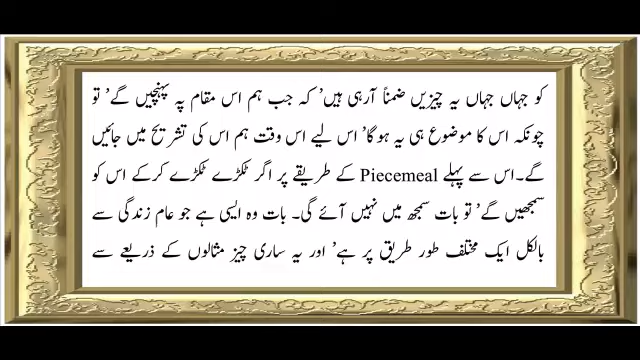 کو جہاں جہاں یہ چیزیں ضمناً آرہی ہیں’ کہ جب ہم اس مقام پہ پہنچیں گے’ تو
چونکہ اس کا موضوع ہی یہ ہوگا’ اس لیے اس وقت ہم اس کی تشریح میں جائیں
گے۔اس سے پہلے Piecemeal کے طریقے پر اگر ٹکڑے ٹکڑے کرکے اس کو
سمجھیں گے’ تو بات سمجھ میں نہیں آئے گی۔ بات وہ ایسی ہے جو عام زندگی سے
بالکل ایک مختلف طور طریق پر ہے’ اور یہ ساری چیز مثالوں کے ذریعے سے